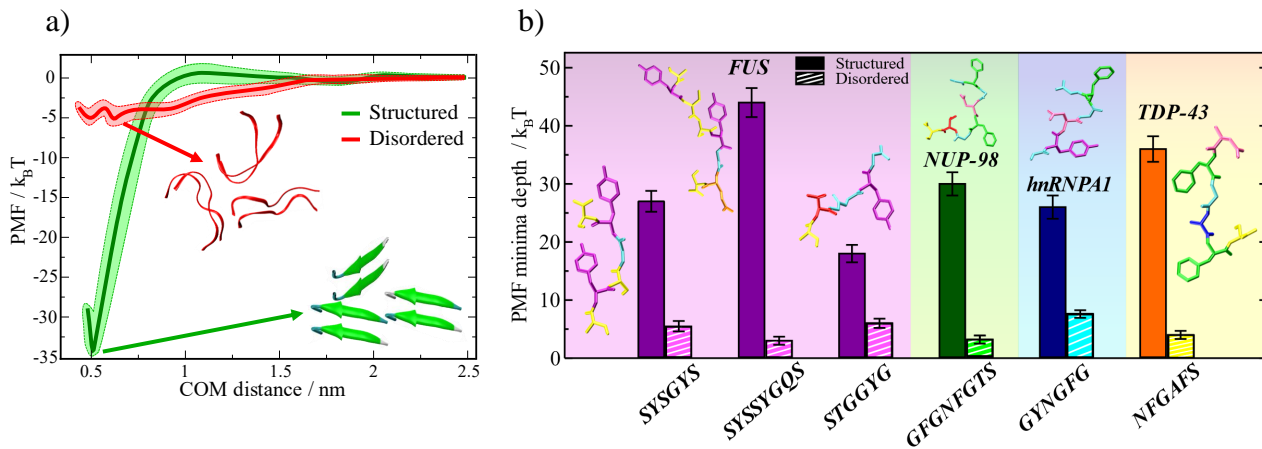 a)
PMF / kBT
0
-5
-10
-15
-20
-25
-30
-35
0.5
1
1.5
2
2.5
COM distance / nm
Structured
Disordered
b)
PMF minima depth / kBT
50
40
30
20
10
0
Structured
Disordered
FUS
NUP-98
hnRNPA1
TDP-43
SYSGYS
SYSSYGQS
STGGYG
GFGNFGTS
GYNGFG
NFGAFS